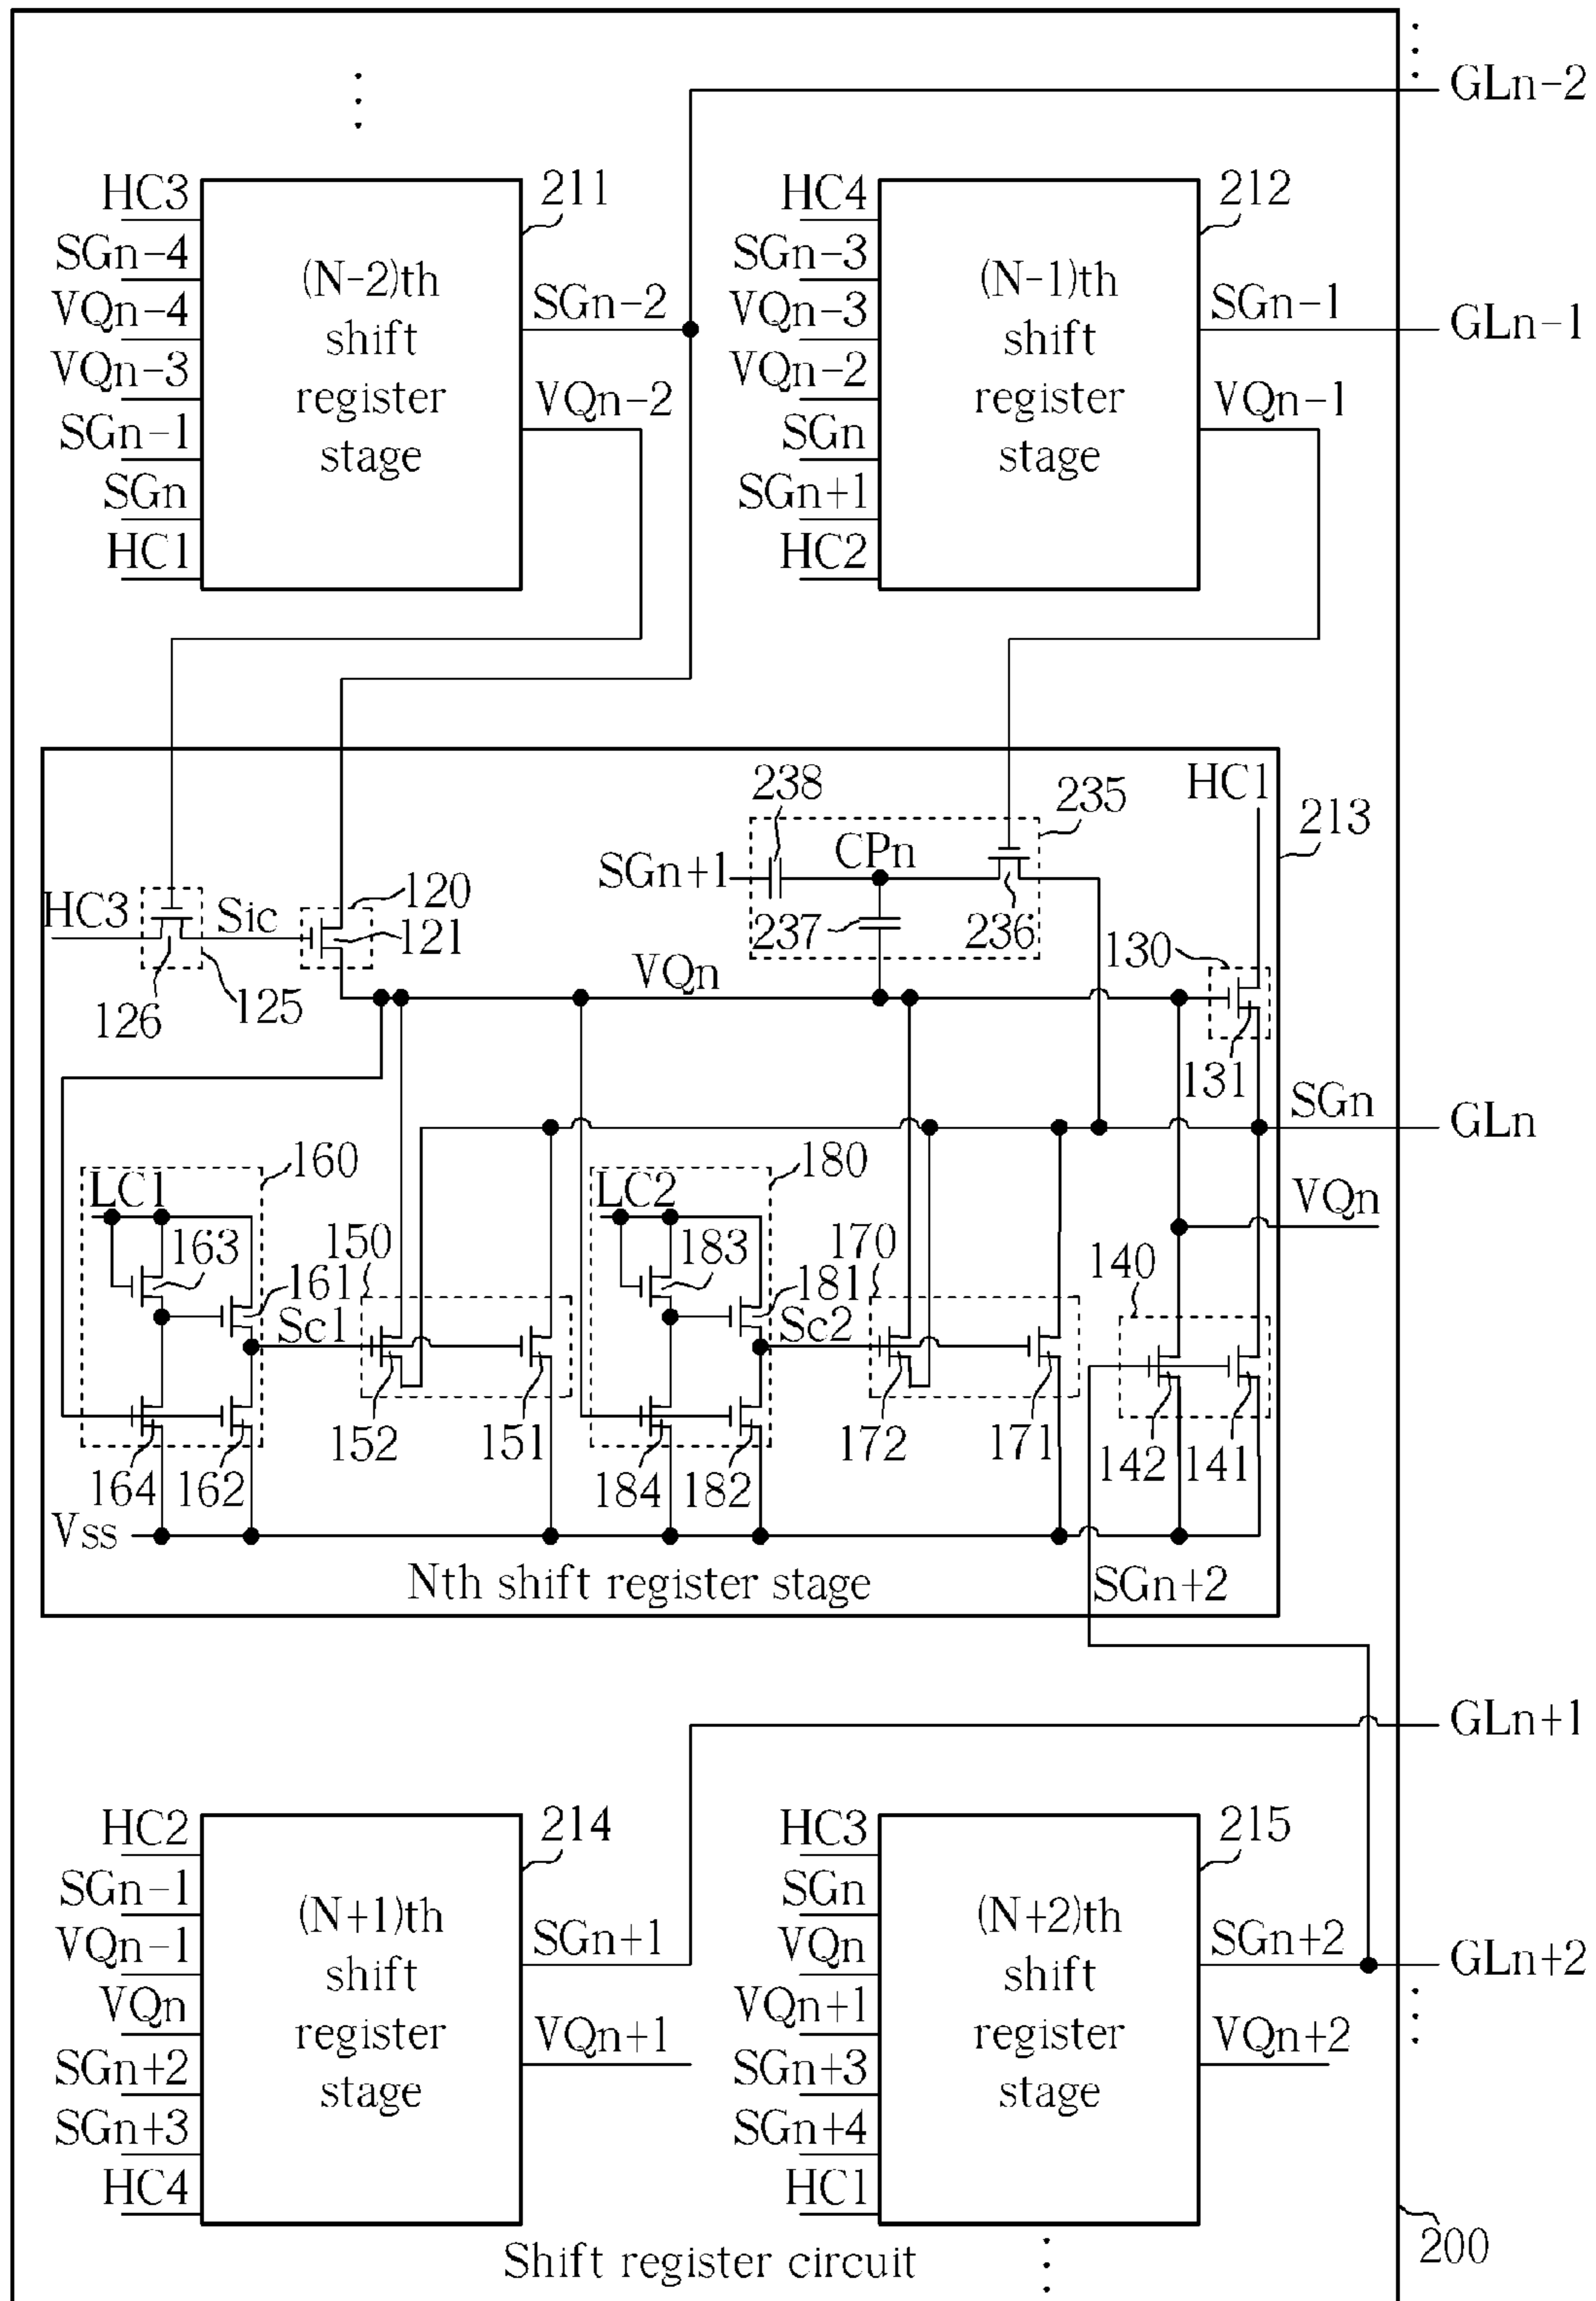 GLn-2
HC3
SGn-4
VQn-4
VQn-3
SGn-1
SGn
HC1
(N-2)th
shift
register
stage
211
SGn-2
VQn-2
HC4
SGn-3
VQn-3
VQn-2
SGn
SGn+1
HC2
(N-1)th
shift
register
stage
212
SGn-1
VQn-1
GLn-1
238
235
HC1
213
SGn+1
CPn
HC3
Sic
120
121
237
236
126
125
VQn
130
131
SGn
GLn
160
180
LC1
LC2
VQn
163
150
183
170
140
161
181
Sc1
Sc2
152
151
172
171
142
141
164
162
184
182
Vss
Nth shift register stage
SGn+2
GLn+1
HC2
SGn-1
VQn-1
VQn
SGn+2
SGn+3
HC4
(N+1)th
shift
register
stage
214
SGn+1
VQn+1
HC3
SGn
VQn
VQn+1
SGn+3
SGn+4
HC1
(N+2)th
shift
register
stage
215
SGn+2
VQn+2
GLn+2
Shift register circuit
200